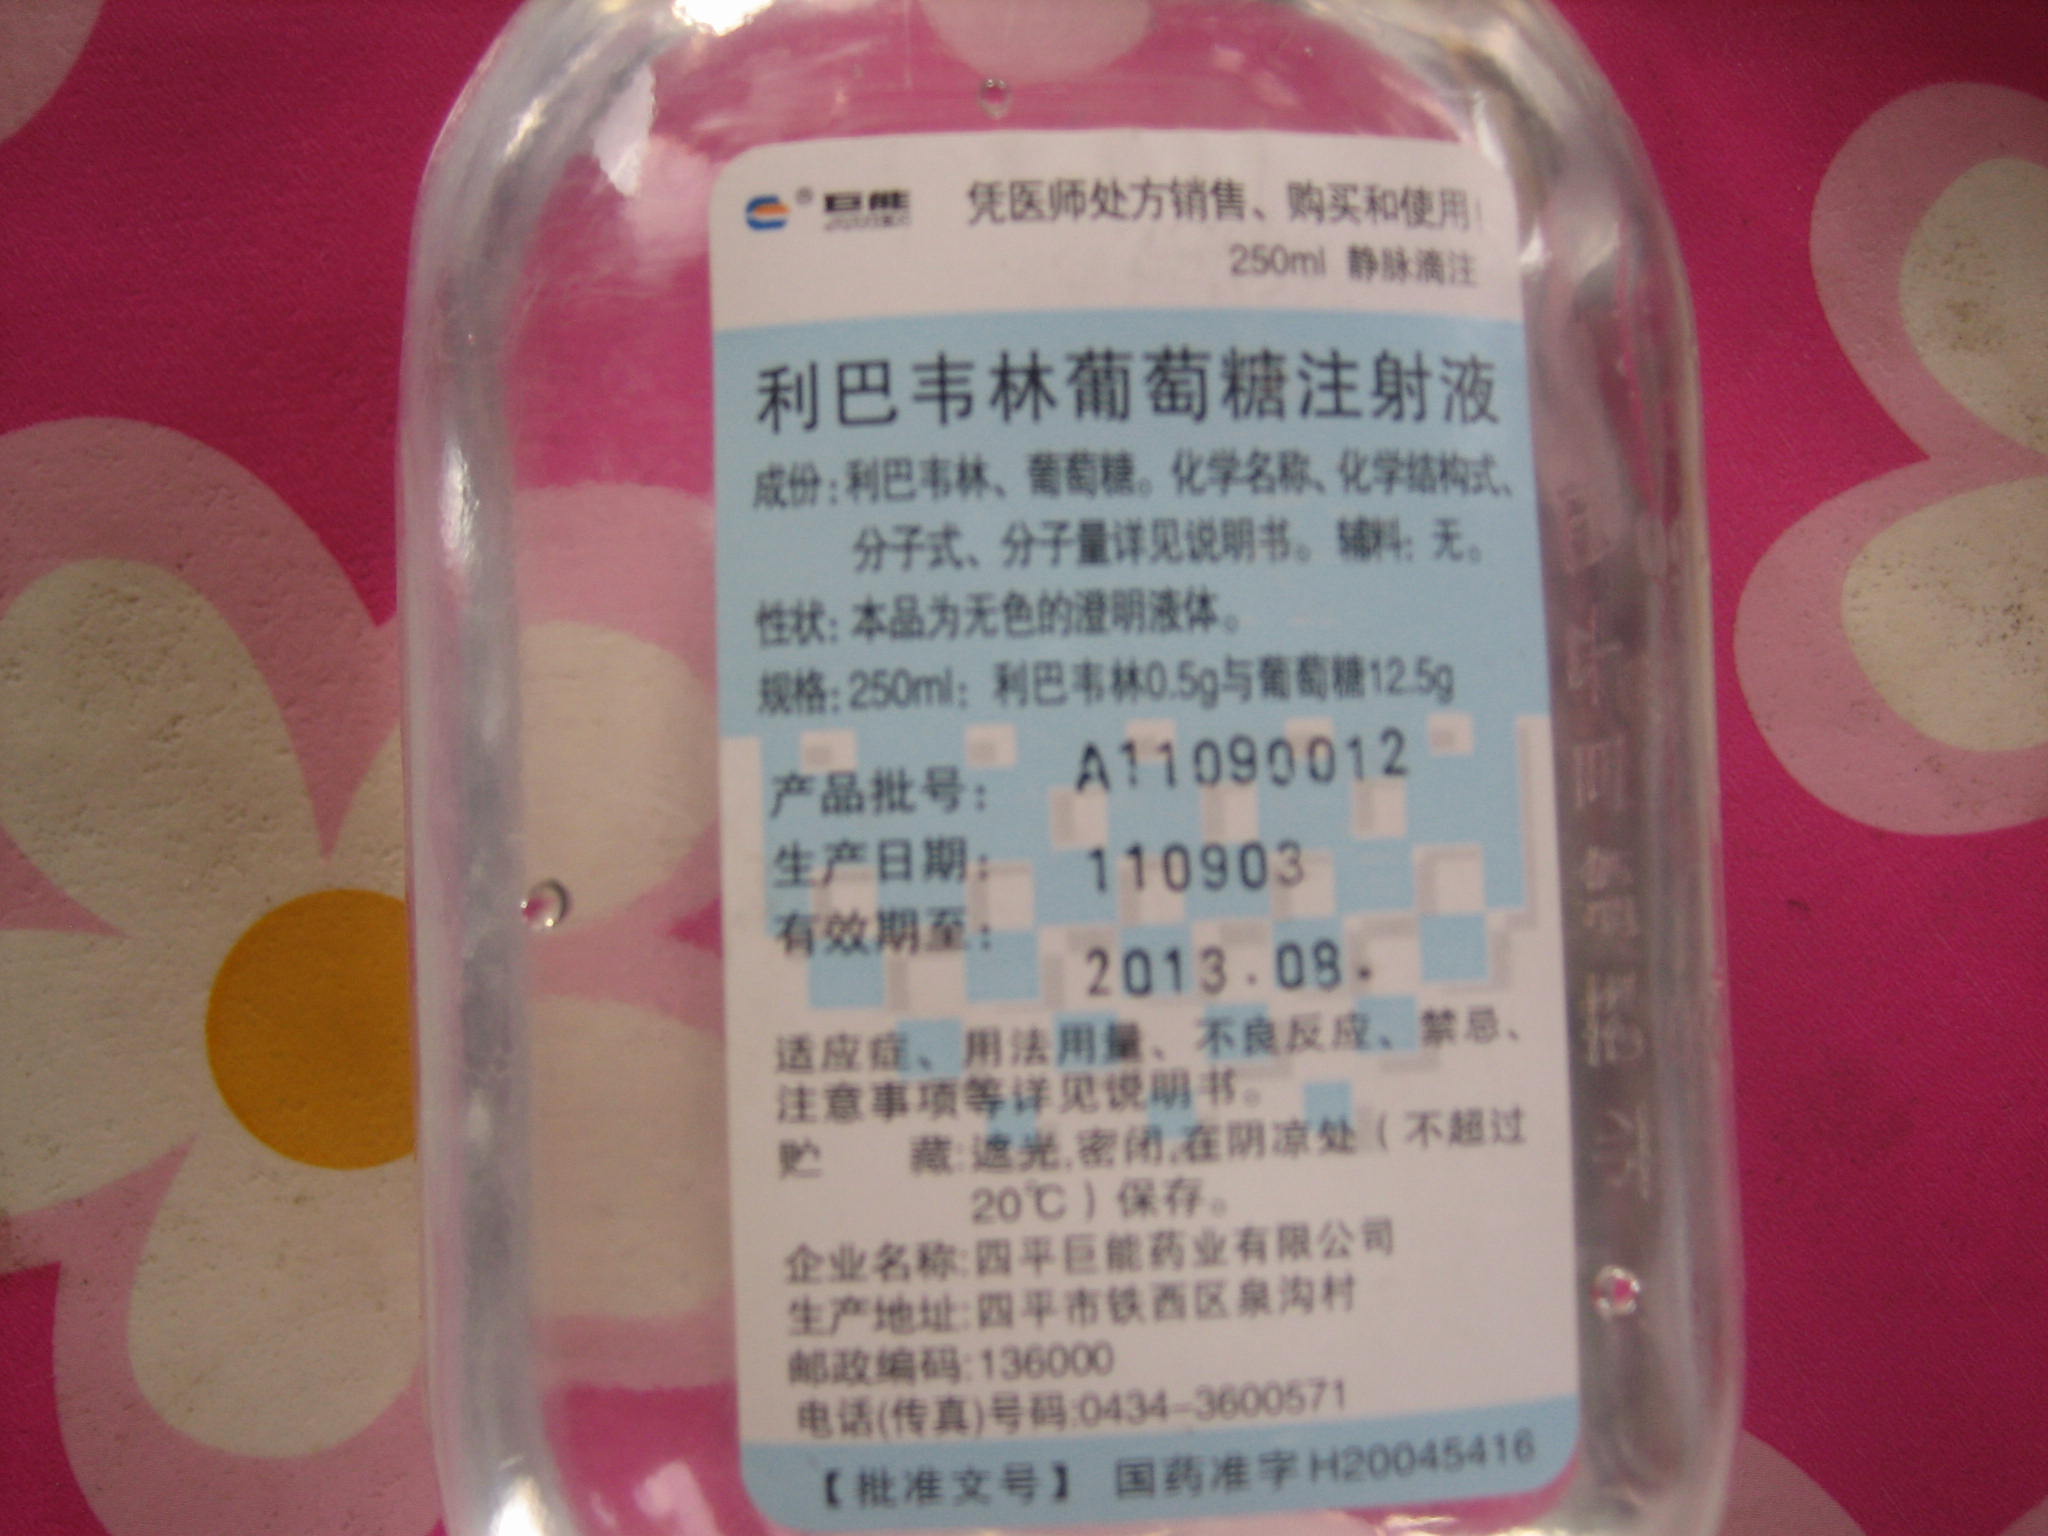 巨能 凭医师处方销售、购买和使用!
250ml 静脉滴注
利巴韦林葡萄糖注射液
成份:利巴韦林、葡萄糖。化学名称、化学结构式、
分子式、分子量详见说明书。辅料:无。
性状:本品为无色的澄明液体。
规格:250ml:利巴韦林0.5g与葡萄糖12.5g
产品批号: A11090012
生产日期: 110903
有效期至: 2013.08.
适应症、用法用量、不良反应、禁忌、
注意事项等详见说明书。
贮 藏:遮光,密闭,在阴凉处(不超过
20℃)保存。
企业名称:四平巨能药业有限公司
生产地址:四平市铁西区泉沟村
邮政编码:136000
电话(传真)号码:0434-3600571
【批准文号】 国药准字H20045416